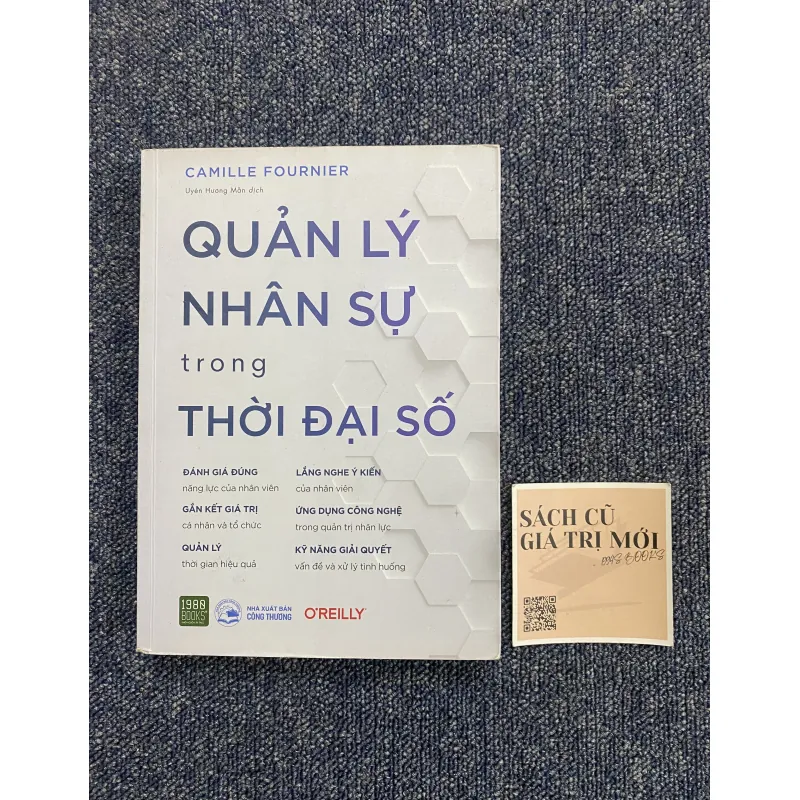 CAMILLE FOURNIER
Uyên Hương Mẫn dịch
QUẢN LÝ
NHÂN SỰ
trong
THỜI ĐẠI SỐ
ĐÁNH GIÁ ĐÚNG
năng lực của nhân viên
GẮN KẾT GIÁ TRỊ
cá nhân và tổ chức
QUẢN LÝ
thời gian hiệu quả
LẮNG NGHE Ý KIẾN
của nhân viên
ỨNG DỤNG CÔNG NGHỆ
trong quản trị nhân lực
KỸ NĂNG GIẢI QUYẾT
vấn đề và xử lý tình huống
1980
BOOKS
NHÀ XUẤT BẢN
CÔNG THƯƠNG
O'REILLY
SÁCH CŨ
GIÁ TRỊ MỚI
BOOKS